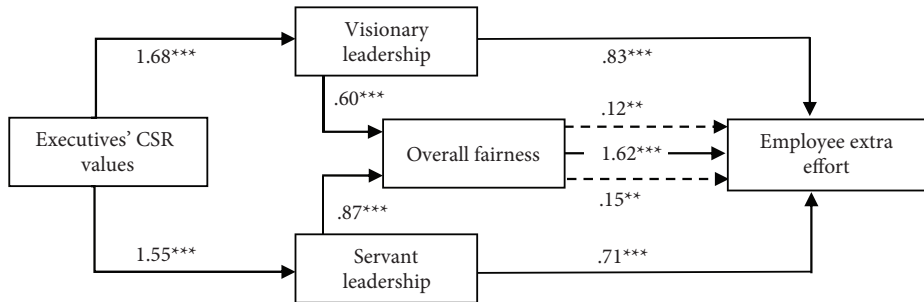 Visionary
leadership
1.68***
.83***
.60***
.12**
Executives' CSR
values
Overall fairness
1.62***
Employee extra
effort
.15**
.87***
1.55***
Servant
leadership
.71***